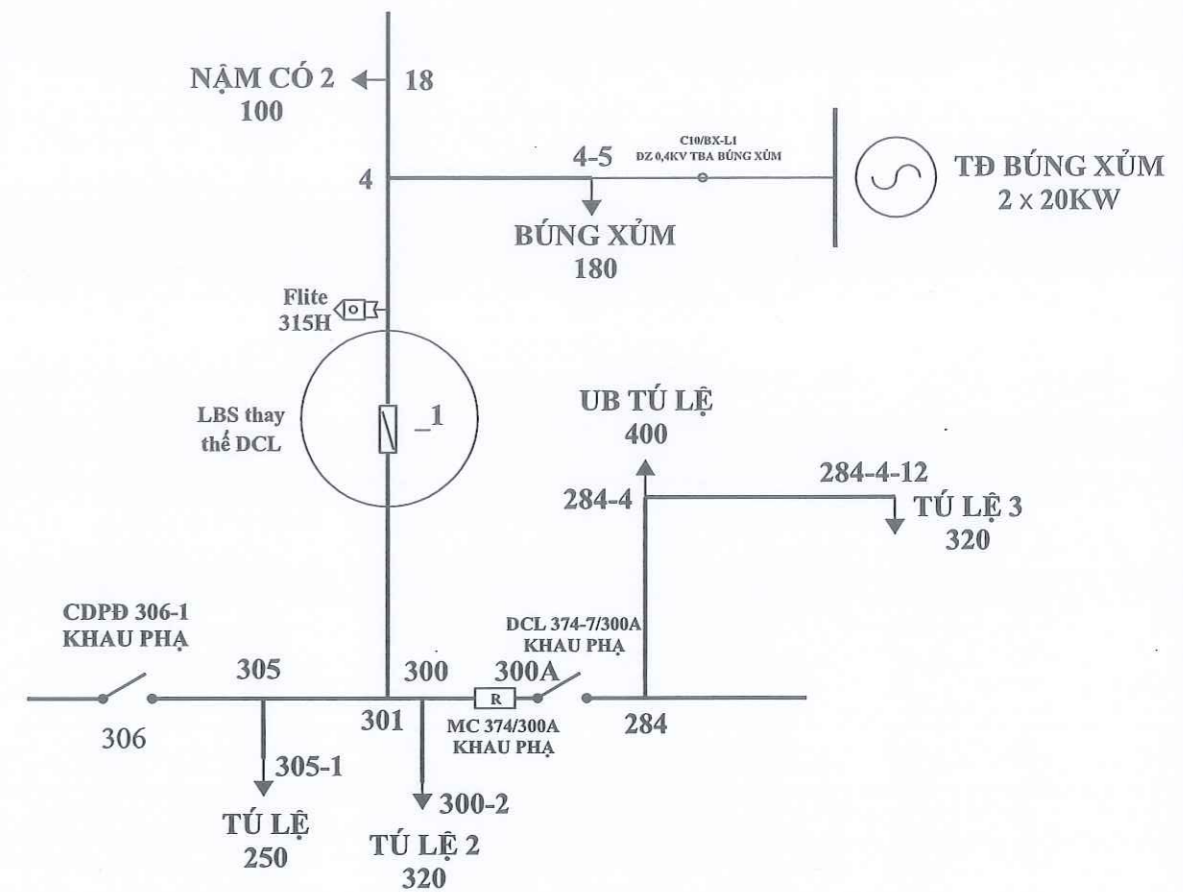 NẬM CÓ 2
100
18
4
4-5
C10/BX-L1
DZ 0,4KV TBA BÚNG XỦM
TĐ BÚNG XỦM
2 x 20KW
BÚNG XỦM
180
Flite
315H
LBS thay
thế DCL
_1
UB TÚ LỆ
400
284-4
284-4-12
TÚ LỆ 3
320
CDPĐ 306-1
KHAU PHẠ
306
305
305-1
TÚ LỆ
250
301
300
300-2
TÚ LỆ 2
320
R
MC 374/300A
KHAU PHẠ
300A
DCL 374-7/300A
KHAU PHẠ
284